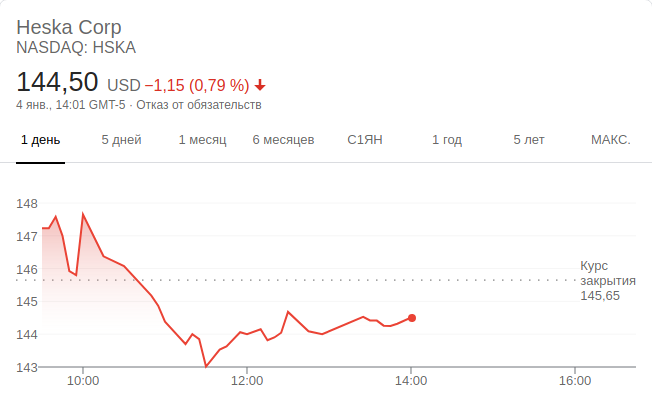 Heska Corp
NASDAQ: HSKA
144,50 USD −1,15 (0,79 %)
4 янв., 14:01 GMT-5 · Отказ от обязательств
1 день 5 дней 1 месяц 6 месяцев С1ЯН 1 год 5 лет МАКС.
148
147
146
145
144
143
Курс
закрытия
145,65
10:00 12:00 14:00 16:00